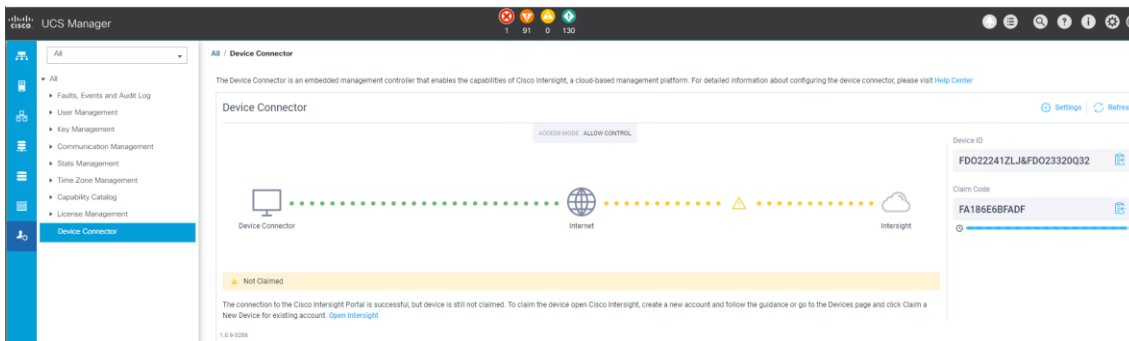 cisco UCS Manager
1 91 0 130
All
All
Faults, Events and Audit Log
User Management
Key Management
Communication Management
Stats Management
Time Zone Management
Capability Catalog
License Management
Device Connector
All / Device Connector
The Device Connector is an embedded management controller that enables the capabilities of Cisco Intersight, a cloud-based management platform. For detailed information about configuring the device connector, please visit Help Center
Device Connector
Settings Refres
ACCESS MODE ALLOW CONTROL
Device Connector
Internet
Intersight
Device ID
FDO22241ZLJ&FDO23320Q32
Claim Code
FA186E6BFADF
Not Claimed
The connection to the Cisco Intersight Portal is successful, but device is still not claimed. To claim the device open Cisco Intersight, create a new account and follow the guidance or go to the Devices page and click Claim a
New Device for existing account. Open Intersight
1.0.9-3286